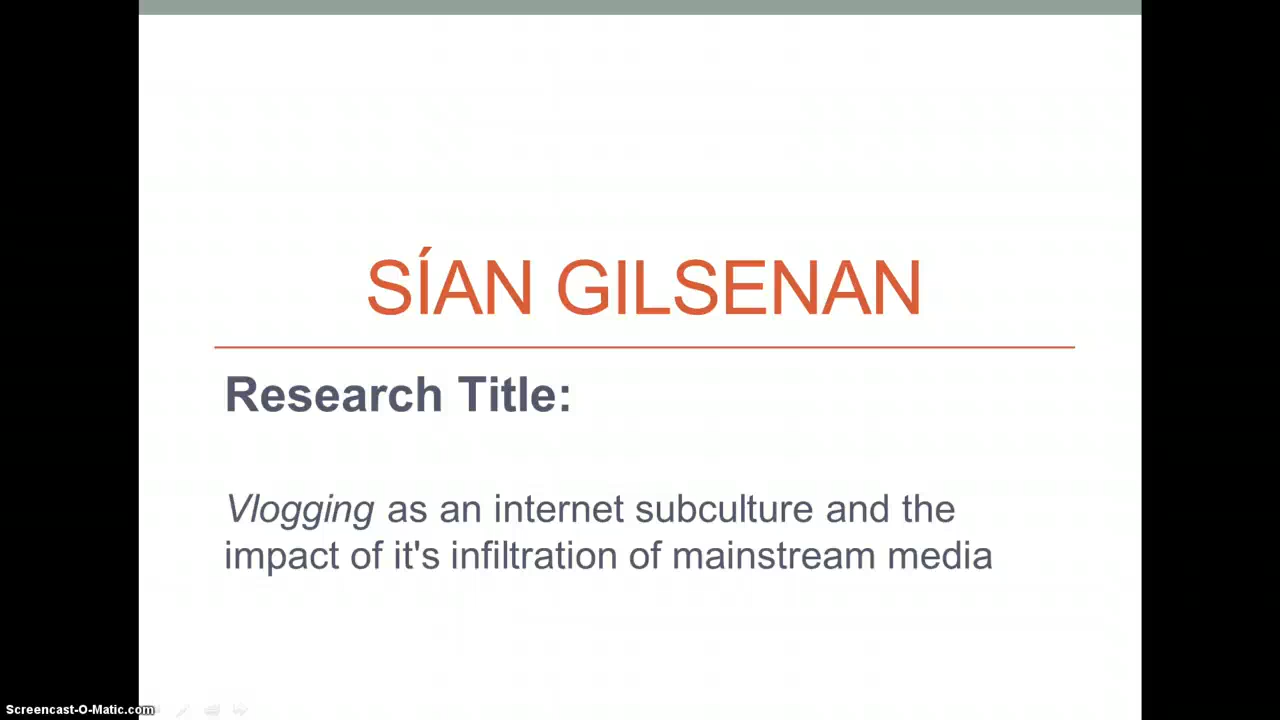 SÍAN GILSENAN
Research Title:
Vlogging as an internet subculture and the
impact of it's infiltration of mainstream media
Screencast-O-Matic.com